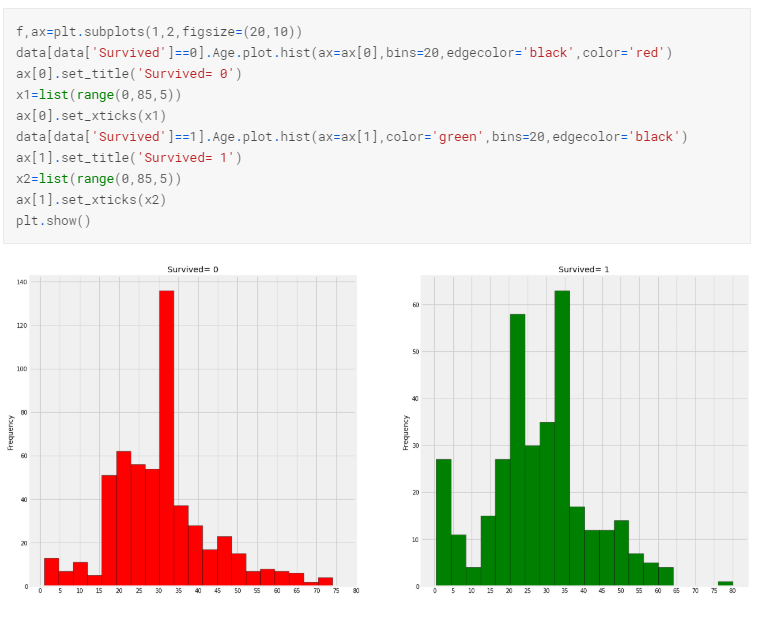 f,ax=plt.subplots(1,2,figsize=(20,10))
data[data['Survived']==0].Age.plot.hist(ax=ax[0],bins=20,edgecolor='black',color='red')
ax[0].set_title('Survived= 0')
x1=list(range(0,85,5))
ax[0].set_xticks(x1)
data[data['Survived']==1].Age.plot.hist(ax=ax[1],color='green',bins=20,edgecolor='black')
ax[1].set_title('Survived= 1')
x2=list(range(0,85,5))
ax[1].set_xticks(x2)
plt.show()
Survived= 0
140
120
100
80
60
40
20
0
Frequency
0 5 10 15 20 25 30 35 40 45 50 55 60 65 70 75 80
Survived= 1
60
50
40
30
20
10
0
Frequency
0 5 10 15 20 25 30 35 40 45 50 55 60 65 70 75 80